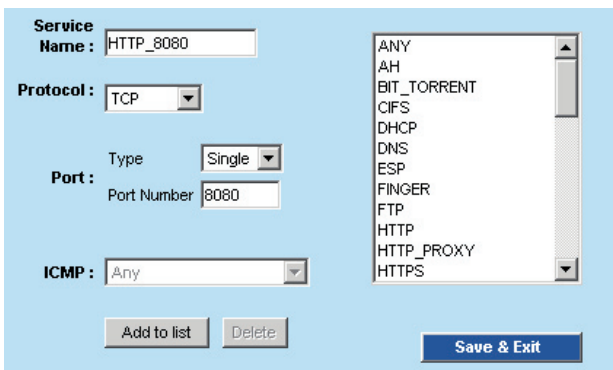 Service
Name : HTTP_8080
Protocol : TCP
Port :
Type Single
Port Number 8080
ICMP : Any
Add to list Delete
ANY
AH
BIT_TORRENT
CIFS
DHCP
DNS
ESP
FINGER
FTP
HTTP
HTTP_PROXY
HTTPS
Save & Exit